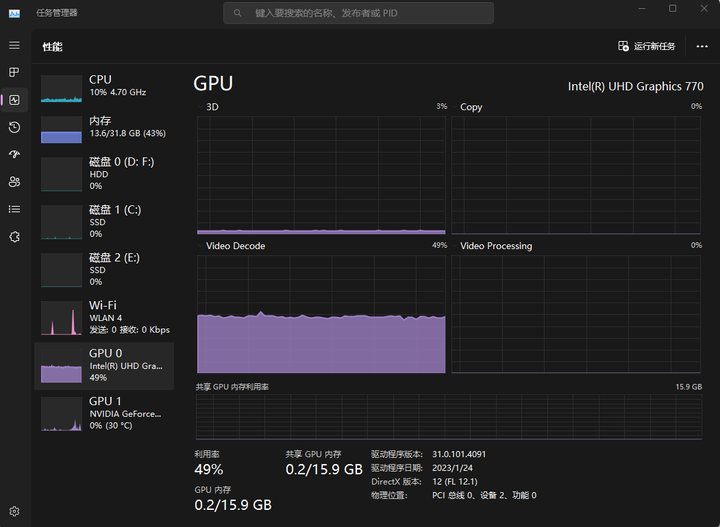 任务管理器
键入要搜索的名称、发布者或 PID
性能
运行新任务
CPU
10% 4.70 GHz
内存
13.6/31.8 GB (43%)
磁盘 0 (D: F:)
HDD
0%
磁盘 1 (C:)
SSD
0%
磁盘 2 (E:)
SSD
0%
Wi-Fi
WLAN 4
发送: 0 接收: 0 Kbps
GPU 0
Intel(R) UHD Gra...
49%
GPU 1
NVIDIA GeForce...
0% (30 °C)
GPU
Intel(R) UHD Graphics 770
3D 3%
Copy 0%
Video Decode 49%
Video Processing 0%
共享 GPU 内存利用率 15.9 GB
利用率
49%
共享 GPU 内存
0.2/15.9 GB
GPU 内存
0.2/15.9 GB
驱动程序版本: 31.0.101.4091
驱动程序日期: 2023/1/24
DirectX 版本: 12 (FL 12.1)
物理位置: PCI 总线 0、设备 2、功能 0